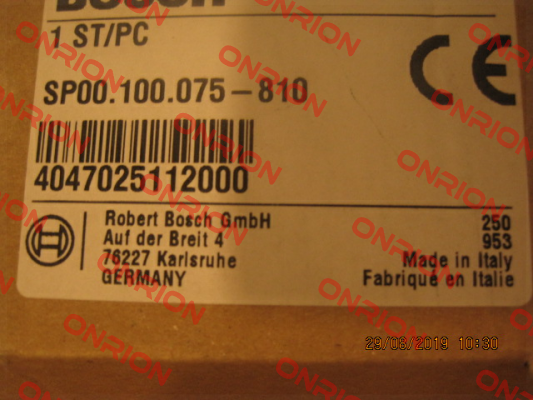 BOSCH
1 ST/PC
CE
SP00.100.075-810
4047025112000
Robert Bosch GmbH
Auf der Breit 4
76227 Karlsruhe
GERMANY
250
953
Made in Italy
Fabriqué en Italie
29/08/2019 10:30
ONRION